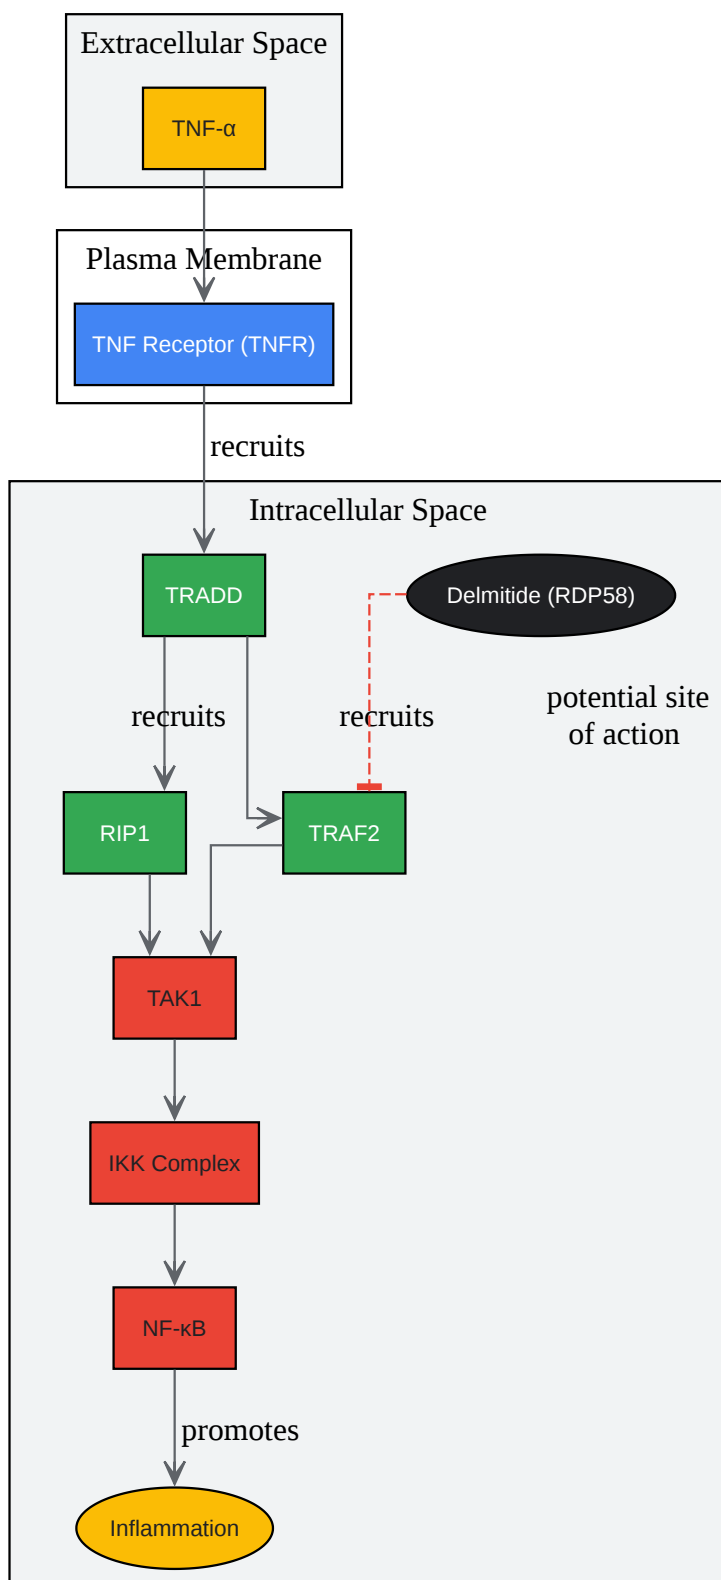 Extracellular Space
TNF-α
Plasma Membrane
TNF Receptor (TNFR)
recruits
Intracellular Space
TRADD
Delmitide (RDP58)
recruits
recruits
potential site
of action
RIP1
TRAF2
TAK1
IKK Complex
NF-κB
promotes
Inflammation